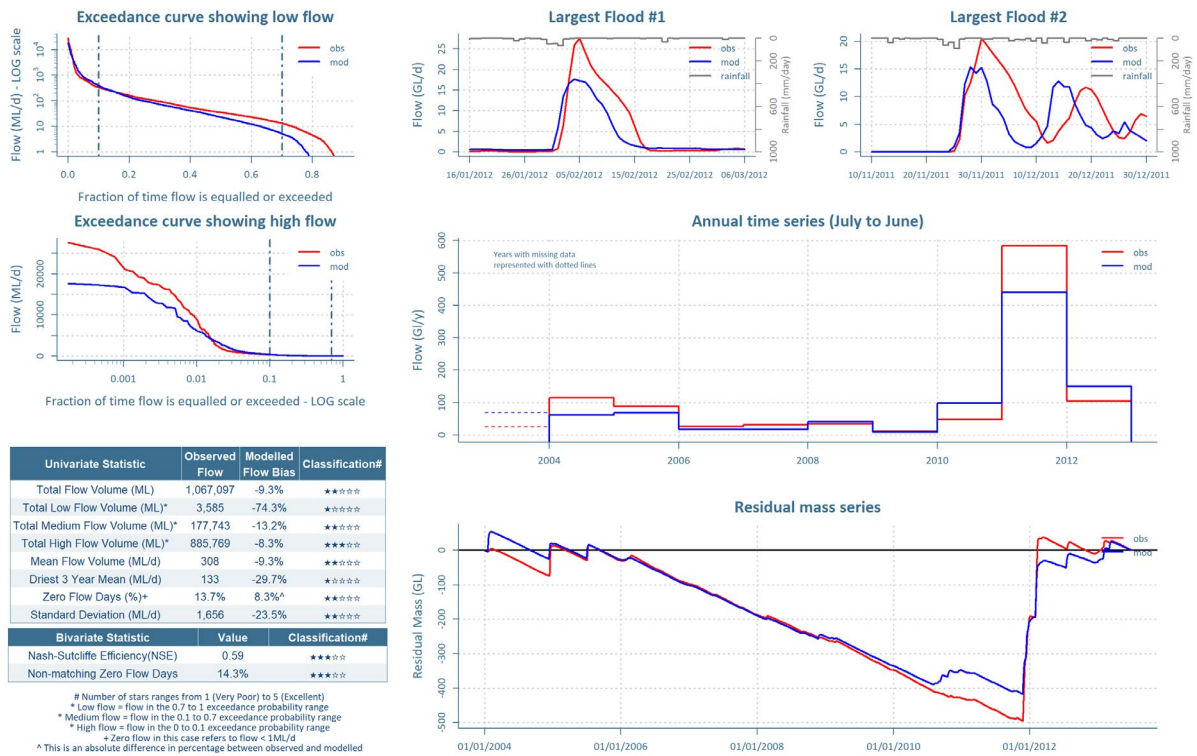 Exceedance curve showing low flow
Flow (ML/d) - LOG scale
10^4
10^3
10^2
10
1
obs
mod
0.0 0.2 0.4 0.6 0.8
Fraction of time flow is equalled or exceeded
Largest Flood #1
Flow (GL/d)
25
20
15
10
5
0
obs
mod
rainfall
0
200
600
1000
Rainfall (mm/day)
16/01/2012 26/01/2012 05/02/2012 15/02/2012 25/02/2012 06/03/2012
Largest Flood #2
Flow (GL/d)
20
15
10
5
0
obs
mod
rainfall
0
200
600
1000
Rainfall (mm/day)
10/11/2011 20/11/2011 30/11/2011 10/12/2011 20/12/2011 30/12/2011
Exceedance curve showing high flow
Flow (ML/d)
20000
10000
0
obs
mod
0.001 0.01 0.1 1
Fraction of time flow is equalled or exceeded - LOG scale
Annual time series (July to June)
Flow (Gl/y)
600
500
400
300
200
100
0
Years with missing data
represented with dotted lines
obs
mod
2004 2006 2008 2010 2012
Univariate Statistic Observed Flow Modelled Flow Bias Classification#
Total Flow Volume (ML) 1,067,097 -9.3% ★★☆☆☆
Total Low Flow Volume (ML)* 3,585 -74.3% ★☆☆☆☆
Total Medium Flow Volume (ML)* 177,743 -13.2% ★★☆☆☆
Total High Flow Volume (ML)* 885,769 -8.3% ★★★☆☆
Mean Flow Volume (ML/d) 308 -9.3% ★★☆☆☆
Driest 3 Year Mean (ML/d) 133 -29.7% ★☆☆☆☆
Zero Flow Days (%)+ 13.7% 8.3%^ ★★☆☆☆
Standard Deviation (ML/d) 1,656 -23.5% ★★☆☆☆
Bivariate Statistic Value Classification#
Nash-Sutcliffe Efficiency(NSE) 0.59 ★★★☆☆
Non-matching Zero Flow Days 14.3% ★★★☆☆
# Number of stars ranges from 1 (Very Poor) to 5 (Excellent)
* Low flow = flow in the 0.7 to 1 exceedance probability range
* Medium flow = flow in the 0.1 to 0.7 exceedance probability range
* High flow = flow in the 0 to 0.1 exceedance probability range
+ Zero flow in this case refers to flow < 1ML/d
^ This is an absolute difference in percentage between observed and modelled
Residual mass series
Residual Mass (GL)
0
-100
-200
-300
-400
-500
obs
mod
01/01/2004 01/01/2006 01/01/2008 01/01/2010 01/01/2012